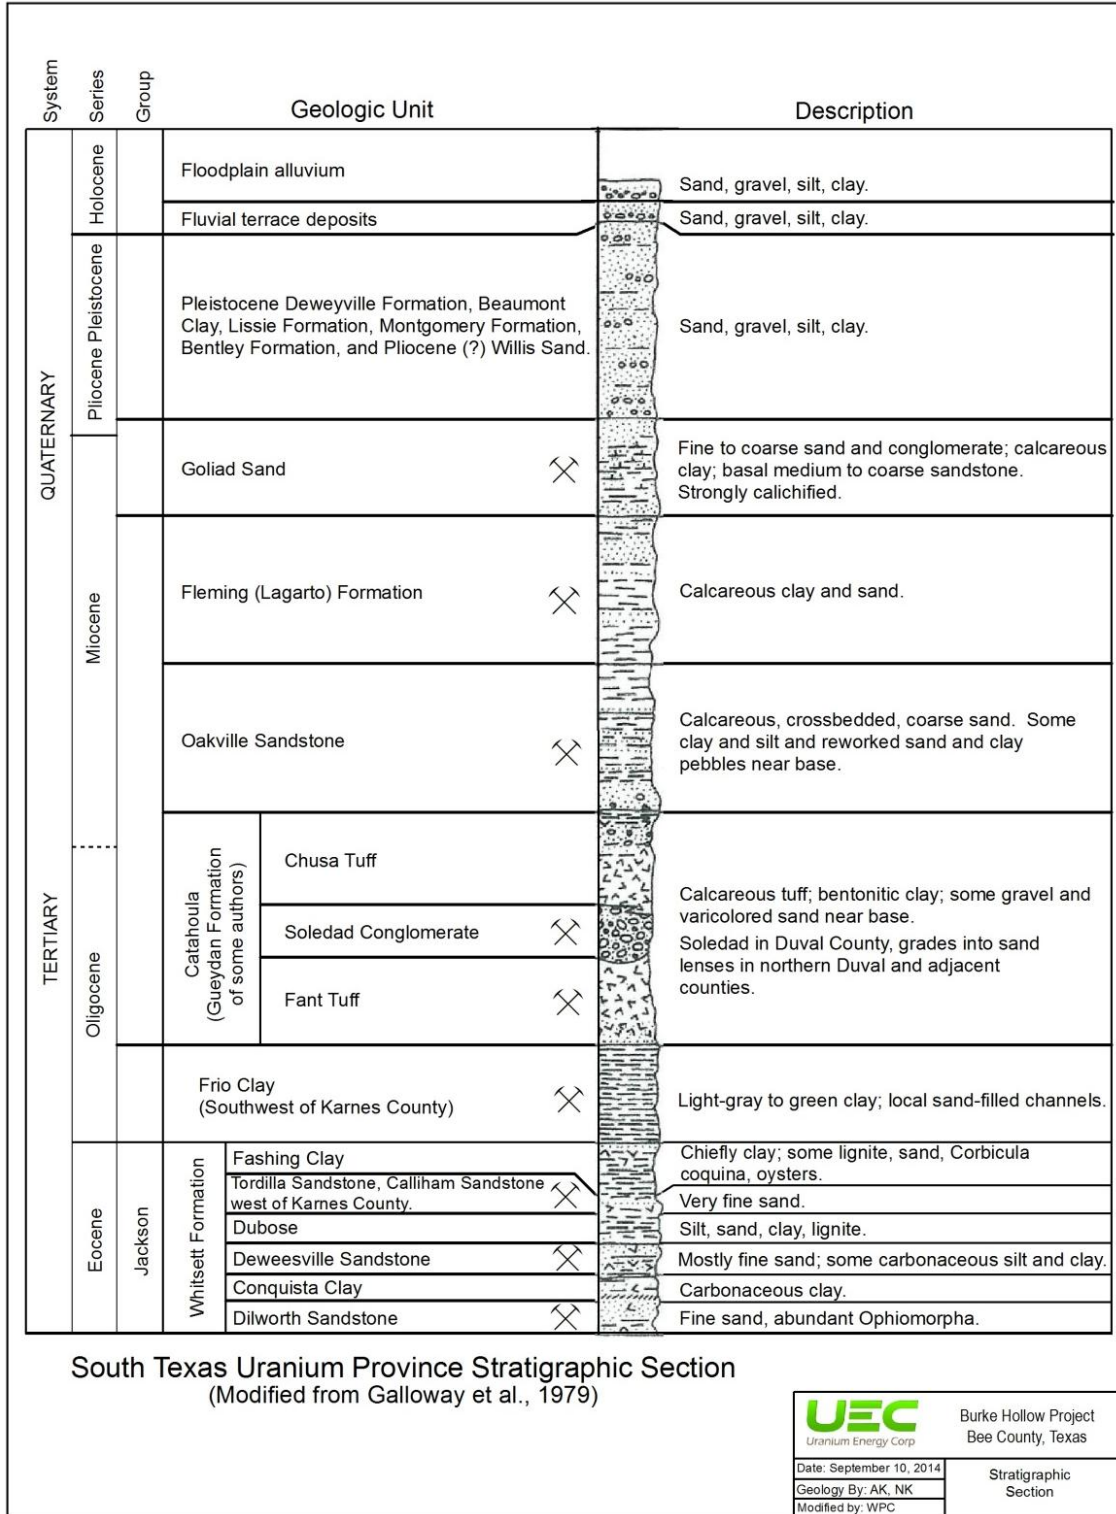 System
Series
Group
Geologic Unit
Description
QUATERNARY
TERTIARY
Holocene
Pliocene Pleistocene
Miocene
Oligocene
Eocene
Jackson
Floodplain alluvium
Sand, gravel, silt, clay.
Fluvial terrace deposits
Sand, gravel, silt, clay.
Pleistocene Deweyville Formation, Beaumont
Clay, Lissie Formation, Montgomery Formation,
Bentley Formation, and Pliocene (?) Willis Sand.
Sand, gravel, silt, clay.
Goliad Sand
Fine to coarse sand and conglomerate; calcareous
clay; basal medium to coarse sandstone.
Strongly calichified.
Fleming (Lagarto) Formation
Calcareous clay and sand.
Oakville Sandstone
Calcareous, crossbedded, coarse sand. Some
clay and silt and reworked sand and clay
pebbles near base.
Catahoula
(Gueydan Formation
of some authors)
Chusa Tuff
Soledad Conglomerate
Fant Tuff
Calcareous tuff; bentonitic clay; some gravel and
varicolored sand near base.
Soledad in Duval County, grades into sand
lenses in northern Duval and adjacent
counties.
Frio Clay
(Southwest of Karnes County)
Light-gray to green clay; local sand-filled channels.
Whitsett Formation
Fashing Clay
Chiefly clay; some lignite, sand, Corbicula
coquina, oysters.
Tordilla Sandstone, Calliham Sandstone
west of Karnes County.
Very fine sand.
Dubose
Silt, sand, clay, lignite.
Deweesville Sandstone
Mostly fine sand; some carbonaceous silt and clay.
Conquista Clay
Carbonaceous clay.
Dilworth Sandstone
Fine sand, abundant Ophiomorpha.
South Texas Uranium Province Stratigraphic Section
(Modified from Galloway et al., 1979)
UEC
Uranium Energy Corp
Burke Hollow Project
Bee County, Texas
Date: September 10, 2014
Geology By: AK, NK
Modified by: WPC
Stratigraphic
Section